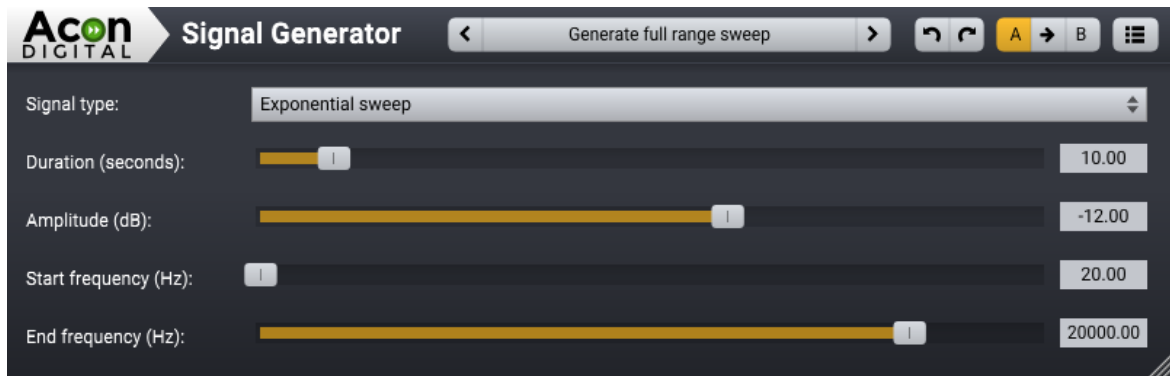 Acon
DIGITAL
Signal Generator
Generate full range sweep
A
B
Signal type:
Exponential sweep
Duration (seconds):
10.00
Amplitude (dB):
-12.00
Start frequency (Hz):
20.00
End frequency (Hz):
20000.00